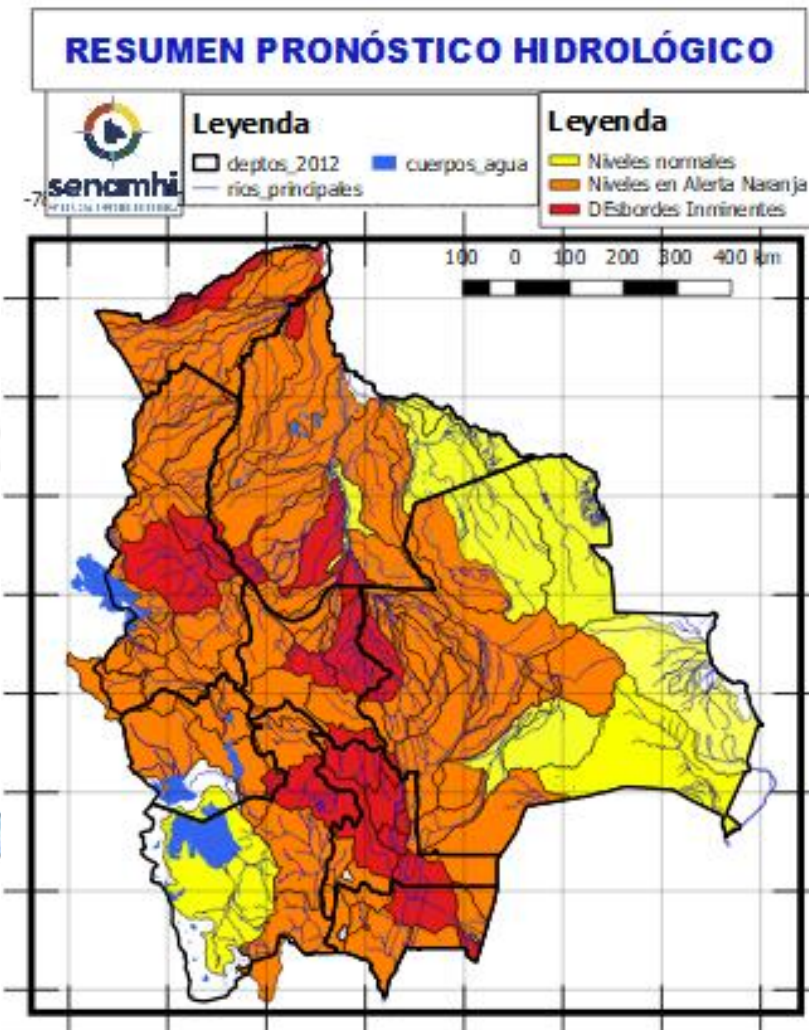 RESUMEN PRONÓSTICO HIDROLÓGICO
senamhi
Leyenda
deptos_2012
cuerpos_agua
rios_principales
Leyenda
Niveles normales
Niveles en Alerta Naranja
DEsbordes Inminentes
100 0 100 200 300 400 km